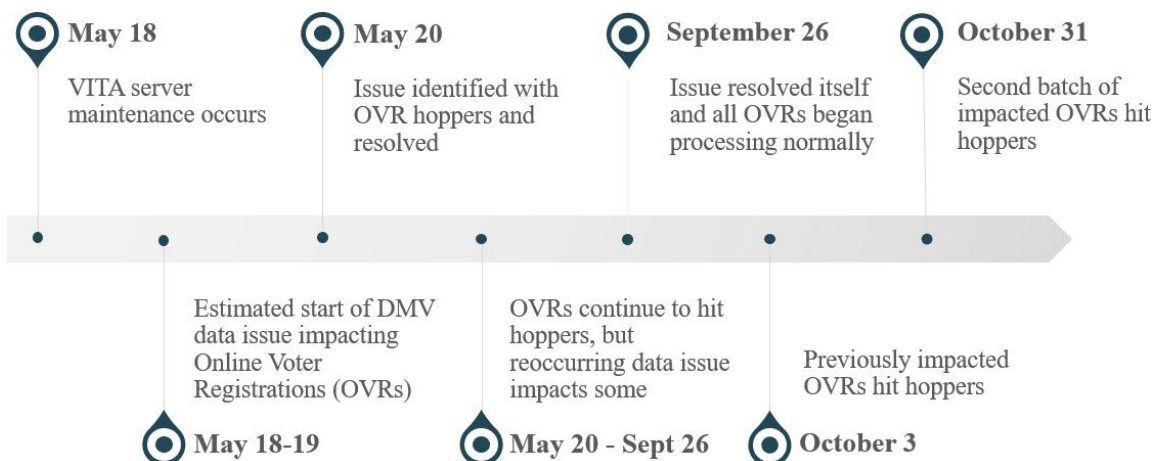 May 18
VITA server
maintenance occurs
May 20
Issue identified with
OVR hoppers and
resolved
September 26
Issue resolved itself
and all OVRs began
processing normally
October 31
Second batch of
impacted OVRs hit
hoppers
Estimated start of DMV
data issue impacting
Online Voter
Registrations (OVRs)
May 18-19
OVRs continue to hit
hoppers, but
reoccurring data issue
impacts some
May 20 - Sept 26
Previously impacted
OVRs hit hoppers
October 3